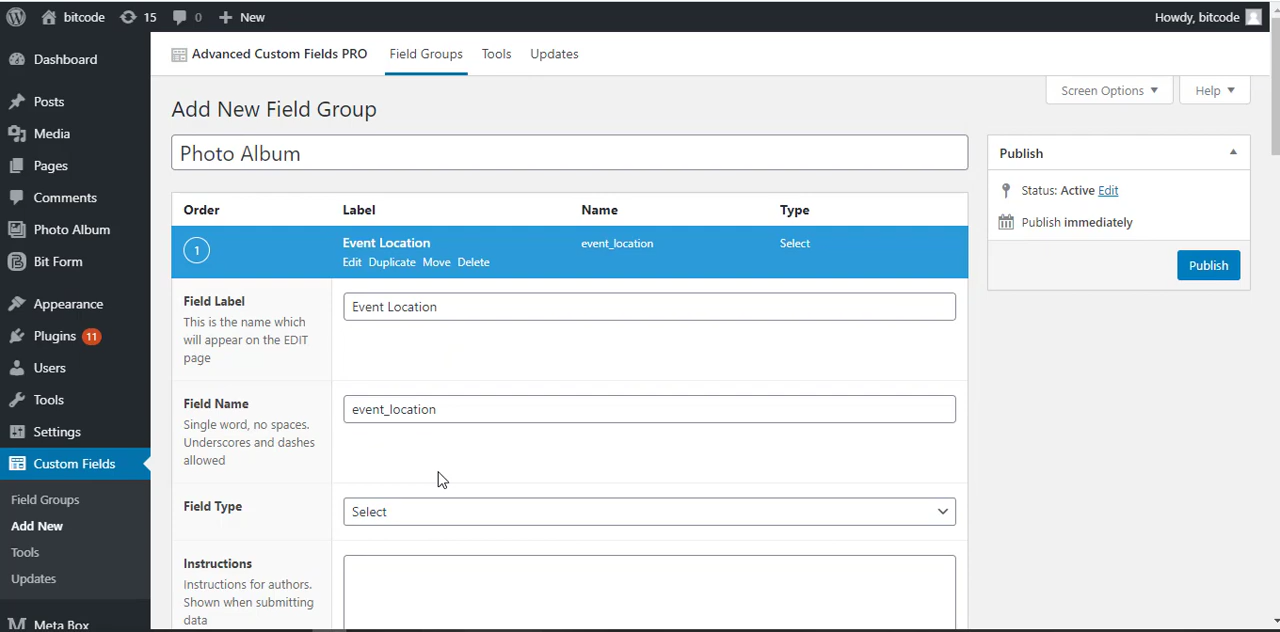 bitcode 15 0 New Howdy, bitcode
Dashboard
Posts
Media
Pages
Comments
Photo Album
Bit Form
Appearance
Plugins 11
Users
Tools
Settings
Custom Fields
Field Groups
Add New
Tools
Updates
Meta Box
Advanced Custom Fields PRO Field Groups Tools Updates
Screen Options Help
Add New Field Group
Photo Album
Order Label Name Type
1 Event Location event_location Select
Edit Duplicate Move Delete
Field Label
This is the name which
will appear on the EDIT
page
Event Location
Field Name
Single word, no spaces.
Underscores and dashes
allowed
event_location
Field Type
Select
Instructions
Instructions for authors.
Shown when submitting
data
Publish
Status: Active Edit
Publish immediately
Publish